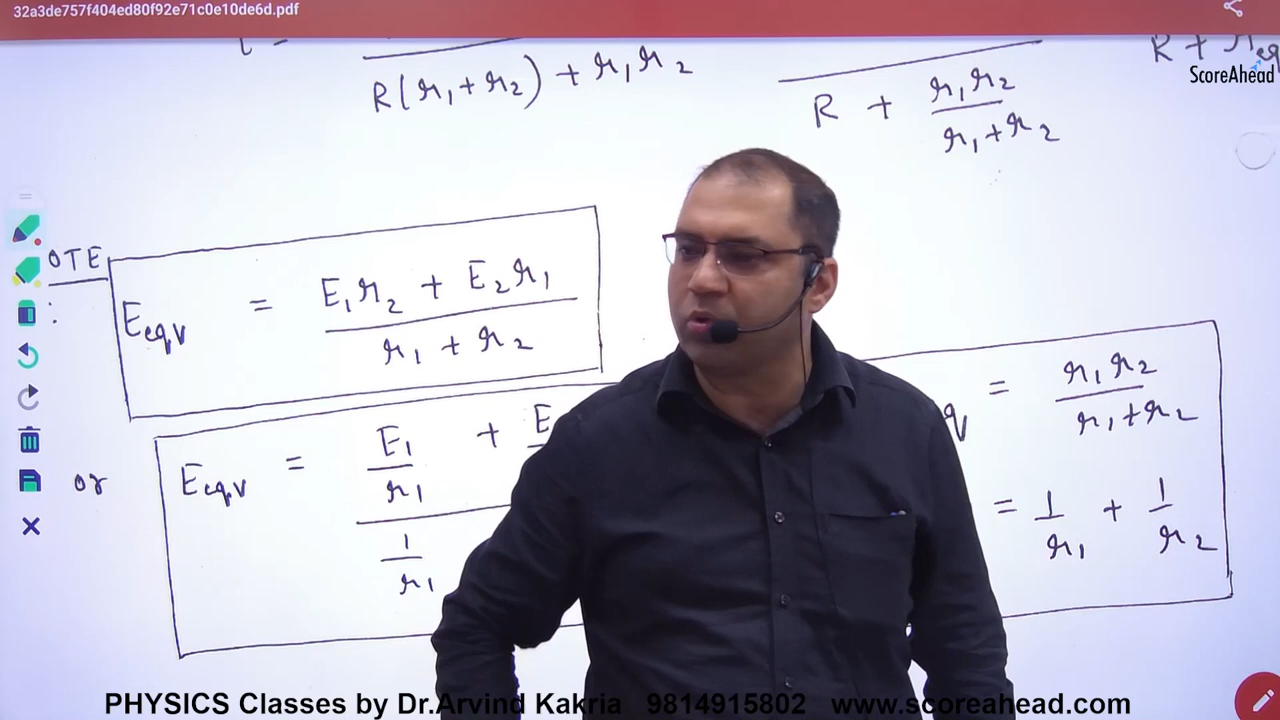 32a3de757f404ed80f92e71c0e10de6d.pdf
ScoreAhead
R(r₁+r₂) + r₁r₂
R + r₁r₂/(r₁+r₂)
OTE :
Eeqv = (E₁r₂ + E₂r₁)/(r₁ + r₂)
= r₁r₂/(r₁+r₂)
or
Eeqv = E₁/r₁ + E
1/r₁
= 1/r₁ + 1/r₂
PHYSICS Classes by Dr.Arvind Kakria 9814915802 www.scoreahead.com